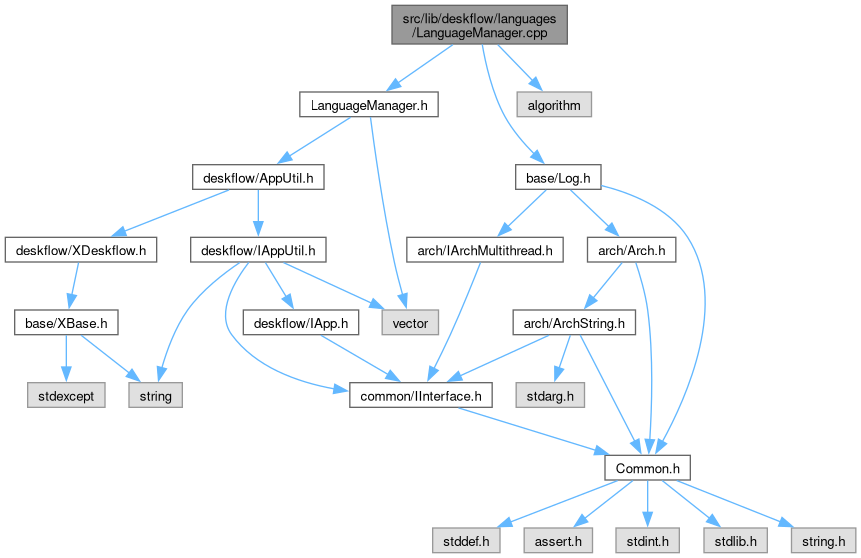 src/lib/deskflow/languages
/LanguageManager.cpp
LanguageManager.h
algorithm
deskflow/AppUtil.h
base/Log.h
deskflow/XDeskflow.h
deskflow/IAppUtil.h
arch/IArchMultithread.h
arch/Arch.h
base/XBase.h
deskflow/IApp.h
vector
arch/ArchString.h
stdexcept
string
common/IInterface.h
stdarg.h
Common.h
stddef.h
assert.h
stdint.h
stdlib.h
string.h